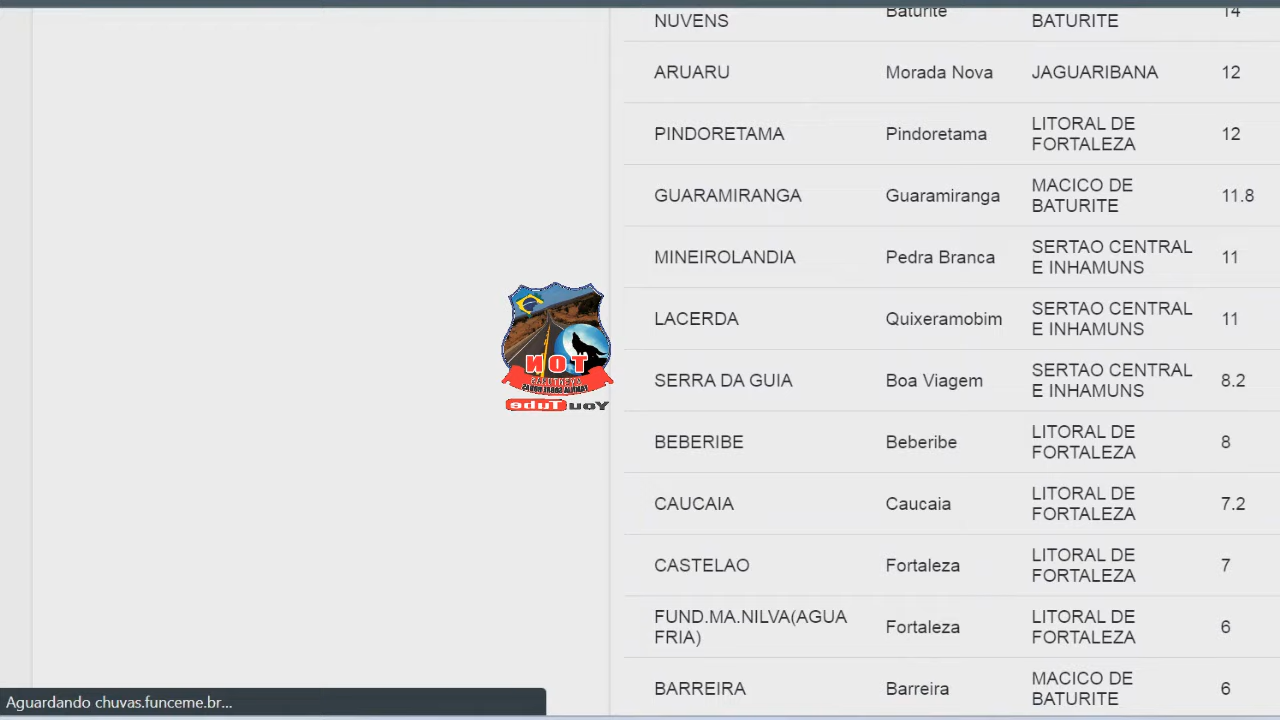 NUVENS Baturite BATURITE 14
ARUARU Morada Nova JAGUARIBANA 12
PINDORETAMA Pindoretama LITORAL DE FORTALEZA 12
GUARAMIRANGA Guaramiranga MACICO DE BATURITE 11.8
MINEIROLANDIA Pedra Branca SERTAO CENTRAL E INHAMUNS 11
LACERDA Quixeramobim SERTAO CENTRAL E INHAMUNS 11
SERRA DA GUIA Boa Viagem SERTAO CENTRAL E INHAMUNS 8.2
BEBERIBE Beberibe LITORAL DE FORTALEZA 8
CAUCAIA Caucaia LITORAL DE FORTALEZA 7.2
CASTELAO Fortaleza LITORAL DE FORTALEZA 7
FUND.MA.NILVA(AGUA FRIA) Fortaleza LITORAL DE FORTALEZA 6
BARREIRA Barreira MACICO DE BATURITE 6
NOT
YouTube
Aguardando chuvas.funceme.br...